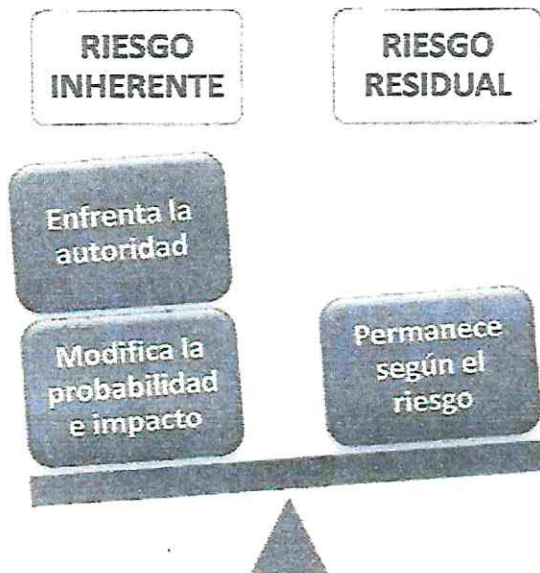 RIESGO
INHERENTE
RIESGO
RESIDUAL
Enfrenta la
autoridad
Modifica la
probabilidad
e impacto
Permanece
según el
riesgo